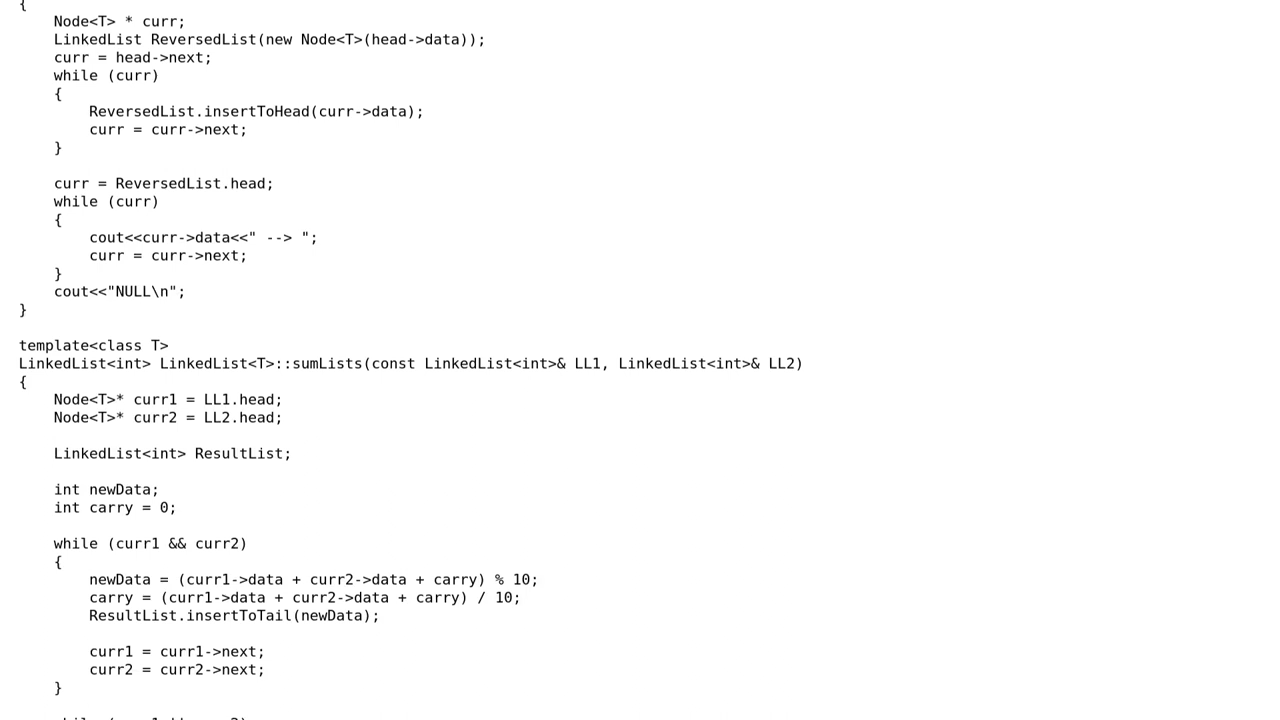 {
    Node<T> * curr;
    LinkedList ReversedList(new Node<T>(head->data));
    curr = head->next;
    while (curr)
    {
        ReversedList.insertToHead(curr->data);
        curr = curr->next;
    }

    curr = ReversedList.head;
    while (curr)
    {
        cout<<curr->data<<" --> ";
        curr = curr->next;
    }
    cout<<"NULL\n";
}

template<class T>
LinkedList<int> LinkedList<T>::sumLists(const LinkedList<int>& LL1, LinkedList<int>& LL2)
{
    Node<T>* curr1 = LL1.head;
    Node<T>* curr2 = LL2.head;

    LinkedList<int> ResultList;

    int newData;
    int carry = 0;

    while (curr1 && curr2)
    {
        newData = (curr1->data + curr2->data + carry) % 10;
        carry = (curr1->data + curr2->data + carry) / 10;
        ResultList.insertToTail(newData);

        curr1 = curr1->next;
        curr2 = curr2->next;
    }